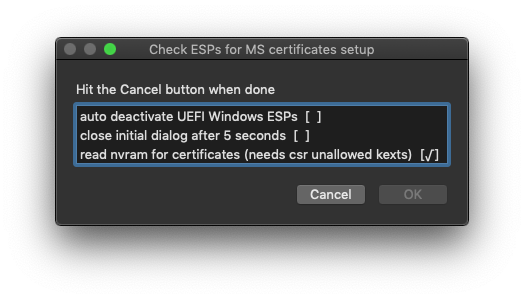 Check ESPs for MS certificates setup
Hit the Cancel button when done
auto deactivate UEFI Windows ESPs [ ]
close initial dialog after 5 seconds [ ]
read nvram for certificates (needs csr unallowed kexts) [√]
Cancel
OK